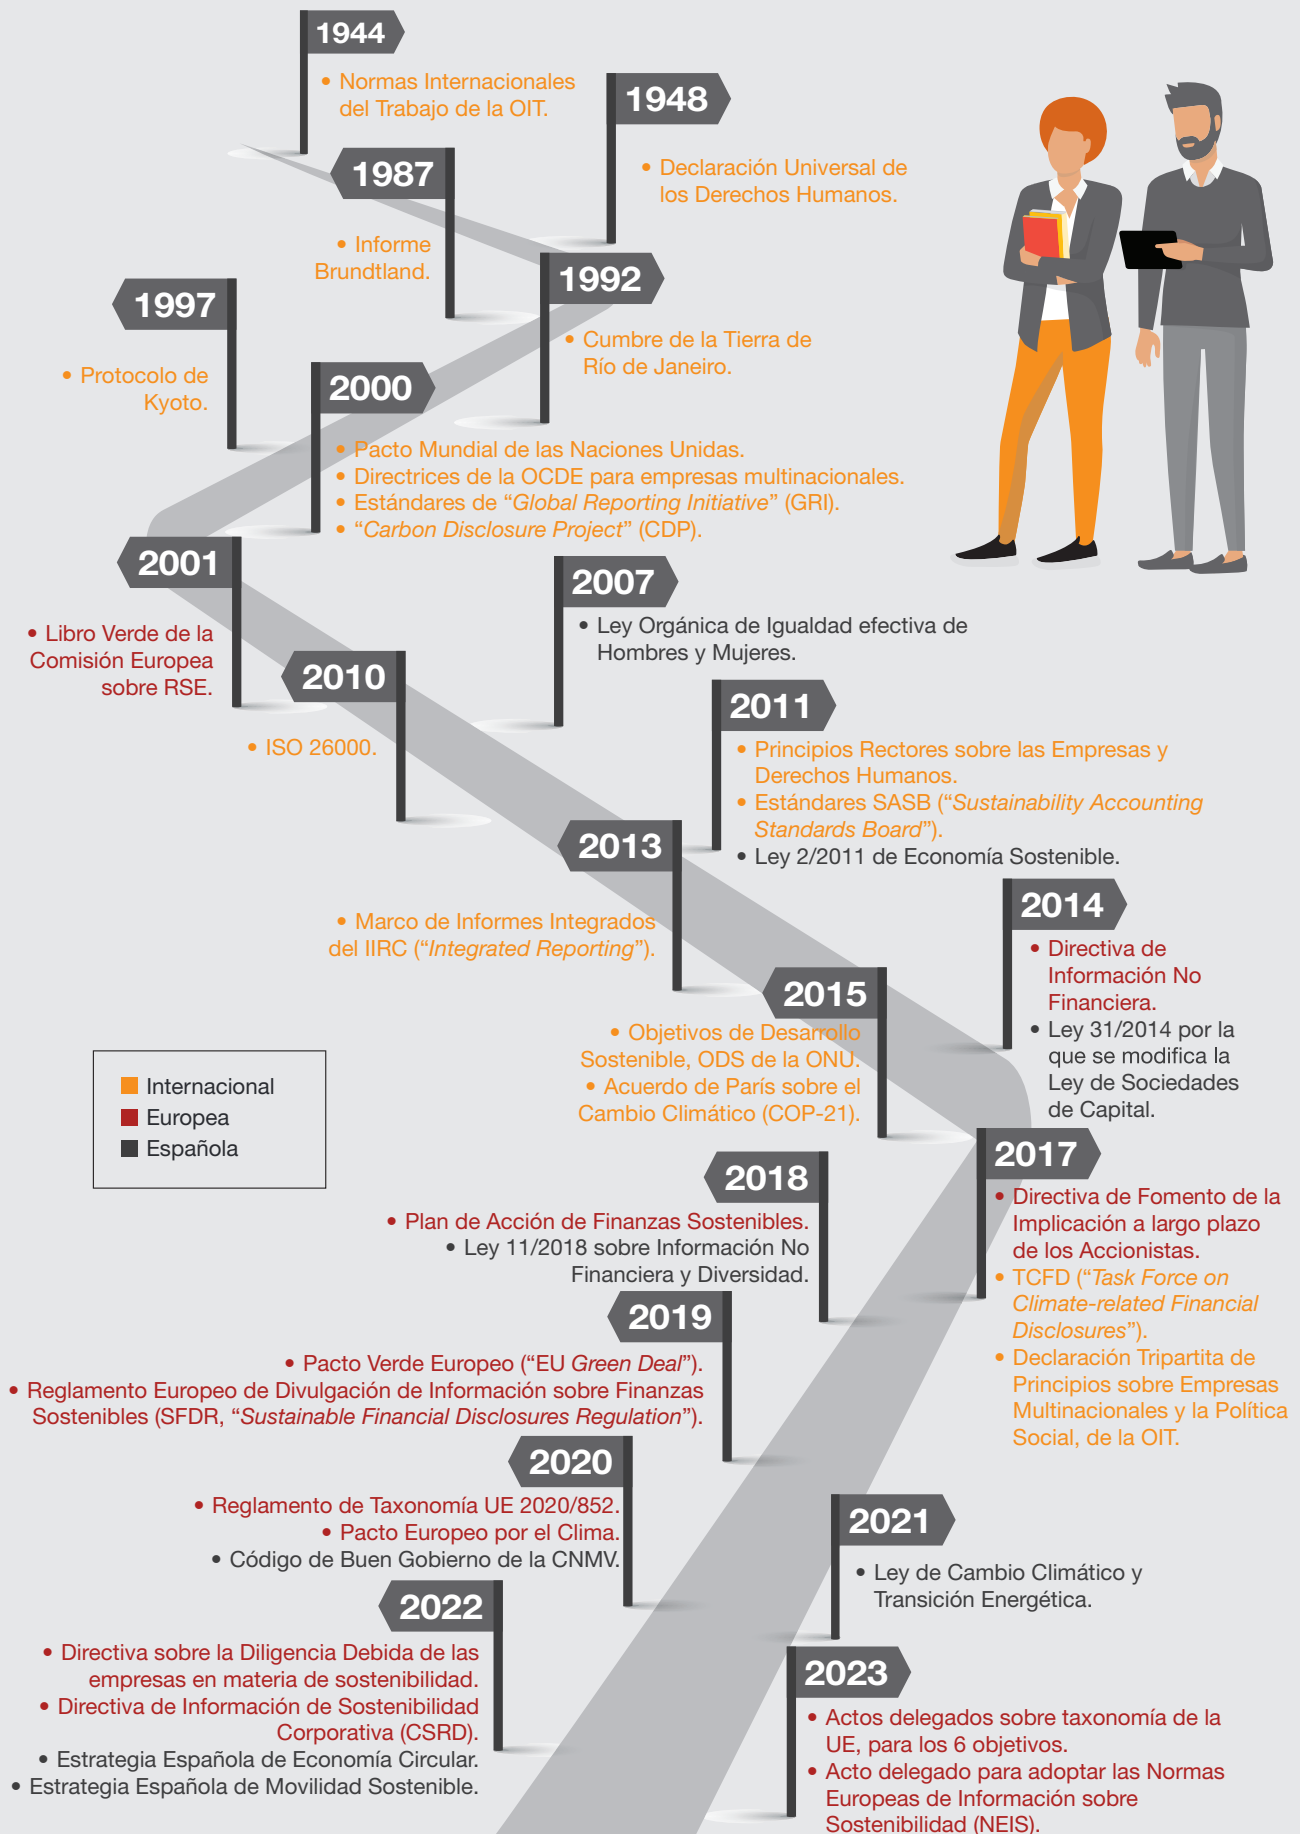 1944
• Normas Internacionales
del Trabajo de la OIT.
1948
• Declaración Universal de
los Derechos Humanos.
1987
• Informe
Brundtland.
1992
• Cumbre de la Tierra de
Río de Janeiro.
1997
• Protocolo de
Kyoto.
2000
• Pacto Mundial de las Naciones Unidas.
• Directrices de la OCDE para empresas multinacionales.
• Estándares de “Global Reporting Initiative” (GRI).
• “Carbon Disclosure Project” (CDP).
2001
• Libro Verde de la
Comisión Europea
sobre RSE.
2007
• Ley Orgánica de Igualdad efectiva de
Hombres y Mujeres.
2010
• ISO 26000.
2011
• Principios Rectores sobre las Empresas y
Derechos Humanos.
• Estándares SASB (“Sustainability Accounting
Standards Board”).
• Ley 2/2011 de Economía Sostenible.
2013
• Marco de Informes Integrados
del IIRC (“Integrated Reporting”).
2014
• Directiva de
Información No
Financiera.
• Ley 31/2014 por la
que se modifica la
Ley de Sociedades
de Capital.
2015
• Objetivos de Desarrollo
Sostenible, ODS de la ONU.
• Acuerdo de París sobre el
Cambio Climático (COP-21).
Internacional
Europea
Española
2017
• Directiva de Fomento de la
Implicación a largo plazo
de los Accionistas.
• TCFD (“Task Force on
Climate-related Financial
Disclosures”).
• Declaración Tripartita de
Principios sobre Empresas
Multinacionales y la Política
Social, de la OIT.
2018
• Plan de Acción de Finanzas Sostenibles.
• Ley 11/2018 sobre Información No
Financiera y Diversidad.
2019
• Pacto Verde Europeo (“EU Green Deal”).
• Reglamento Europeo de Divulgación de Información sobre Finanzas
Sostenibles (SFDR, “Sustainable Financial Disclosures Regulation”).
2020
• Reglamento de Taxonomía UE 2020/852.
• Pacto Europeo por el Clima.
• Código de Buen Gobierno de la CNMV.
2021
• Ley de Cambio Climático y
Transición Energética.
2022
• Directiva sobre la Diligencia Debida de las
empresas en materia de sostenibilidad.
• Directiva de Información de Sostenibilidad
Corporativa (CSRD).
• Estrategia Española de Economía Circular.
• Estrategia Española de Movilidad Sostenible.
2023
• Actos delegados sobre taxonomía de la
UE, para los 6 objetivos.
• Acto delegado para adoptar las Normas
Europeas de Información sobre
Sostenibilidad (NEIS).